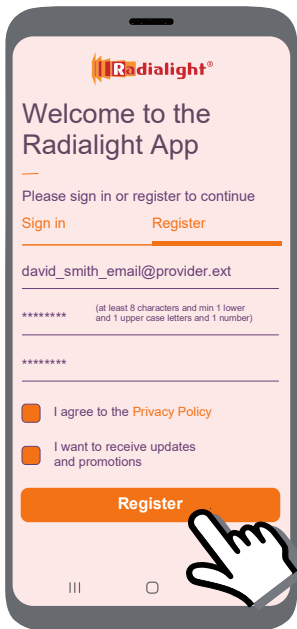 Radialight®
Welcome to the
Radialight App
Please sign in or register to continue
Sign in Register
david_smith_email@provider.ext
******** (at least 8 characters and min 1 lower
and 1 upper case letters and 1 number)
********
I agree to the Privacy Policy
I want to receive updates
and promotions
Register